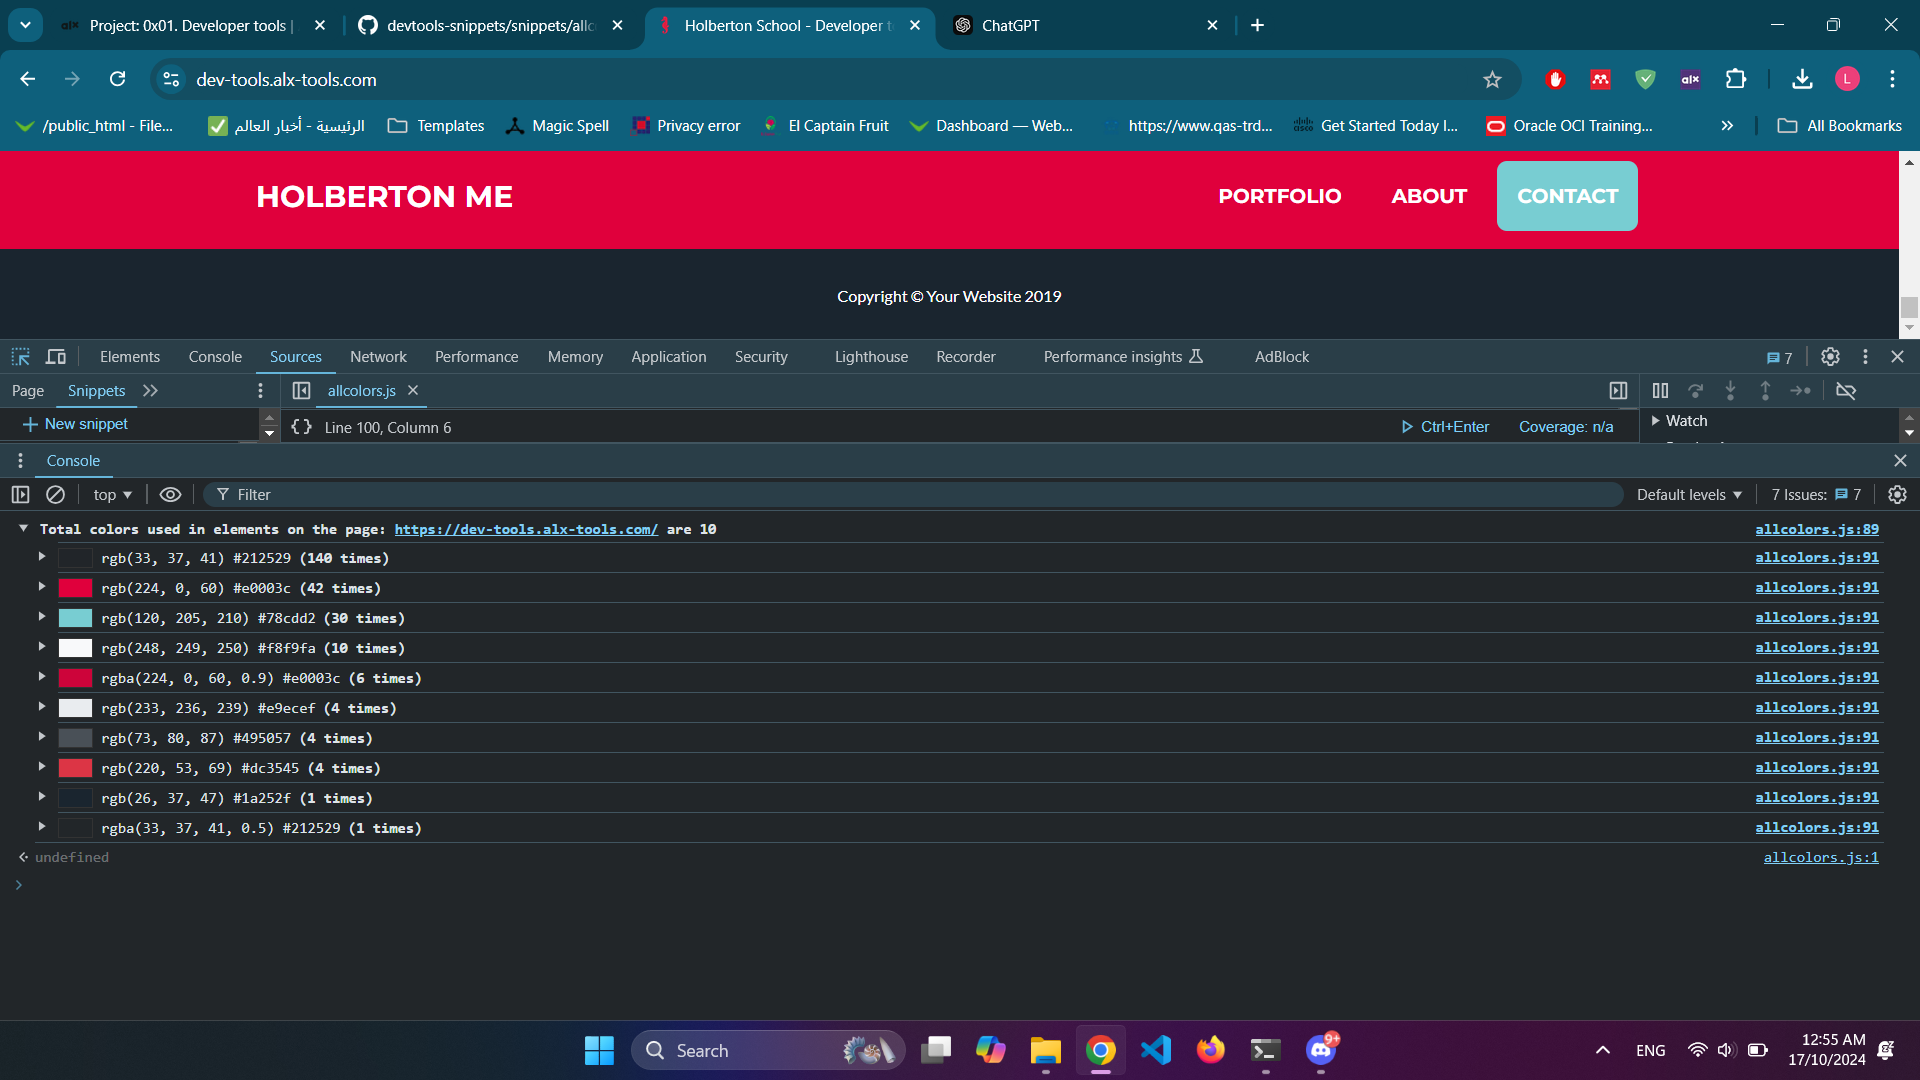 Project: 0x01. Developer tools |
devtools-snippets/snippets/allc
Holberton School - Developer t
ChatGPT
dev-tools.alx-tools.com
alx
L
/public_html - File...
الرئيسية - أخبار العالم
Templates
Magic Spell
Privacy error
El Captain Fruit
Dashboard — Web...
https://www.qas-trd...
Get Started Today I...
Oracle OCI Training...
All Bookmarks
HOLBERTON ME
PORTFOLIO
ABOUT
CONTACT
Copyright © Your Website 2019
Elements
Console
Sources
Network
Performance
Memory
Application
Security
Lighthouse
Recorder
Performance insights
AdBlock
7
Page
Snippets
allcolors.js
New snippet
{ } Line 100, Column 6
Ctrl+Enter
Coverage: n/a
Watch
Console
top
Filter
Default levels
7 Issues: 7
Total colors used in elements on the page: https://dev-tools.alx-tools.com/ are 10 allcolors.js:89
rgb(33, 37, 41) #212529 (140 times) allcolors.js:91
rgb(224, 0, 60) #e0003c (42 times) allcolors.js:91
rgb(120, 205, 210) #78cdd2 (30 times) allcolors.js:91
rgb(248, 249, 250) #f8f9fa (10 times) allcolors.js:91
rgba(224, 0, 60, 0.9) #e0003c (6 times) allcolors.js:91
rgb(233, 236, 239) #e9ecef (4 times) allcolors.js:91
rgb(73, 80, 87) #495057 (4 times) allcolors.js:91
rgb(220, 53, 69) #dc3545 (4 times) allcolors.js:91
rgb(26, 37, 47) #1a252f (1 times) allcolors.js:91
rgba(33, 37, 41, 0.5) #212529 (1 times) allcolors.js:91
undefined allcolors.js:1
Search
9+
ENG
12:55 AM
17/10/2024